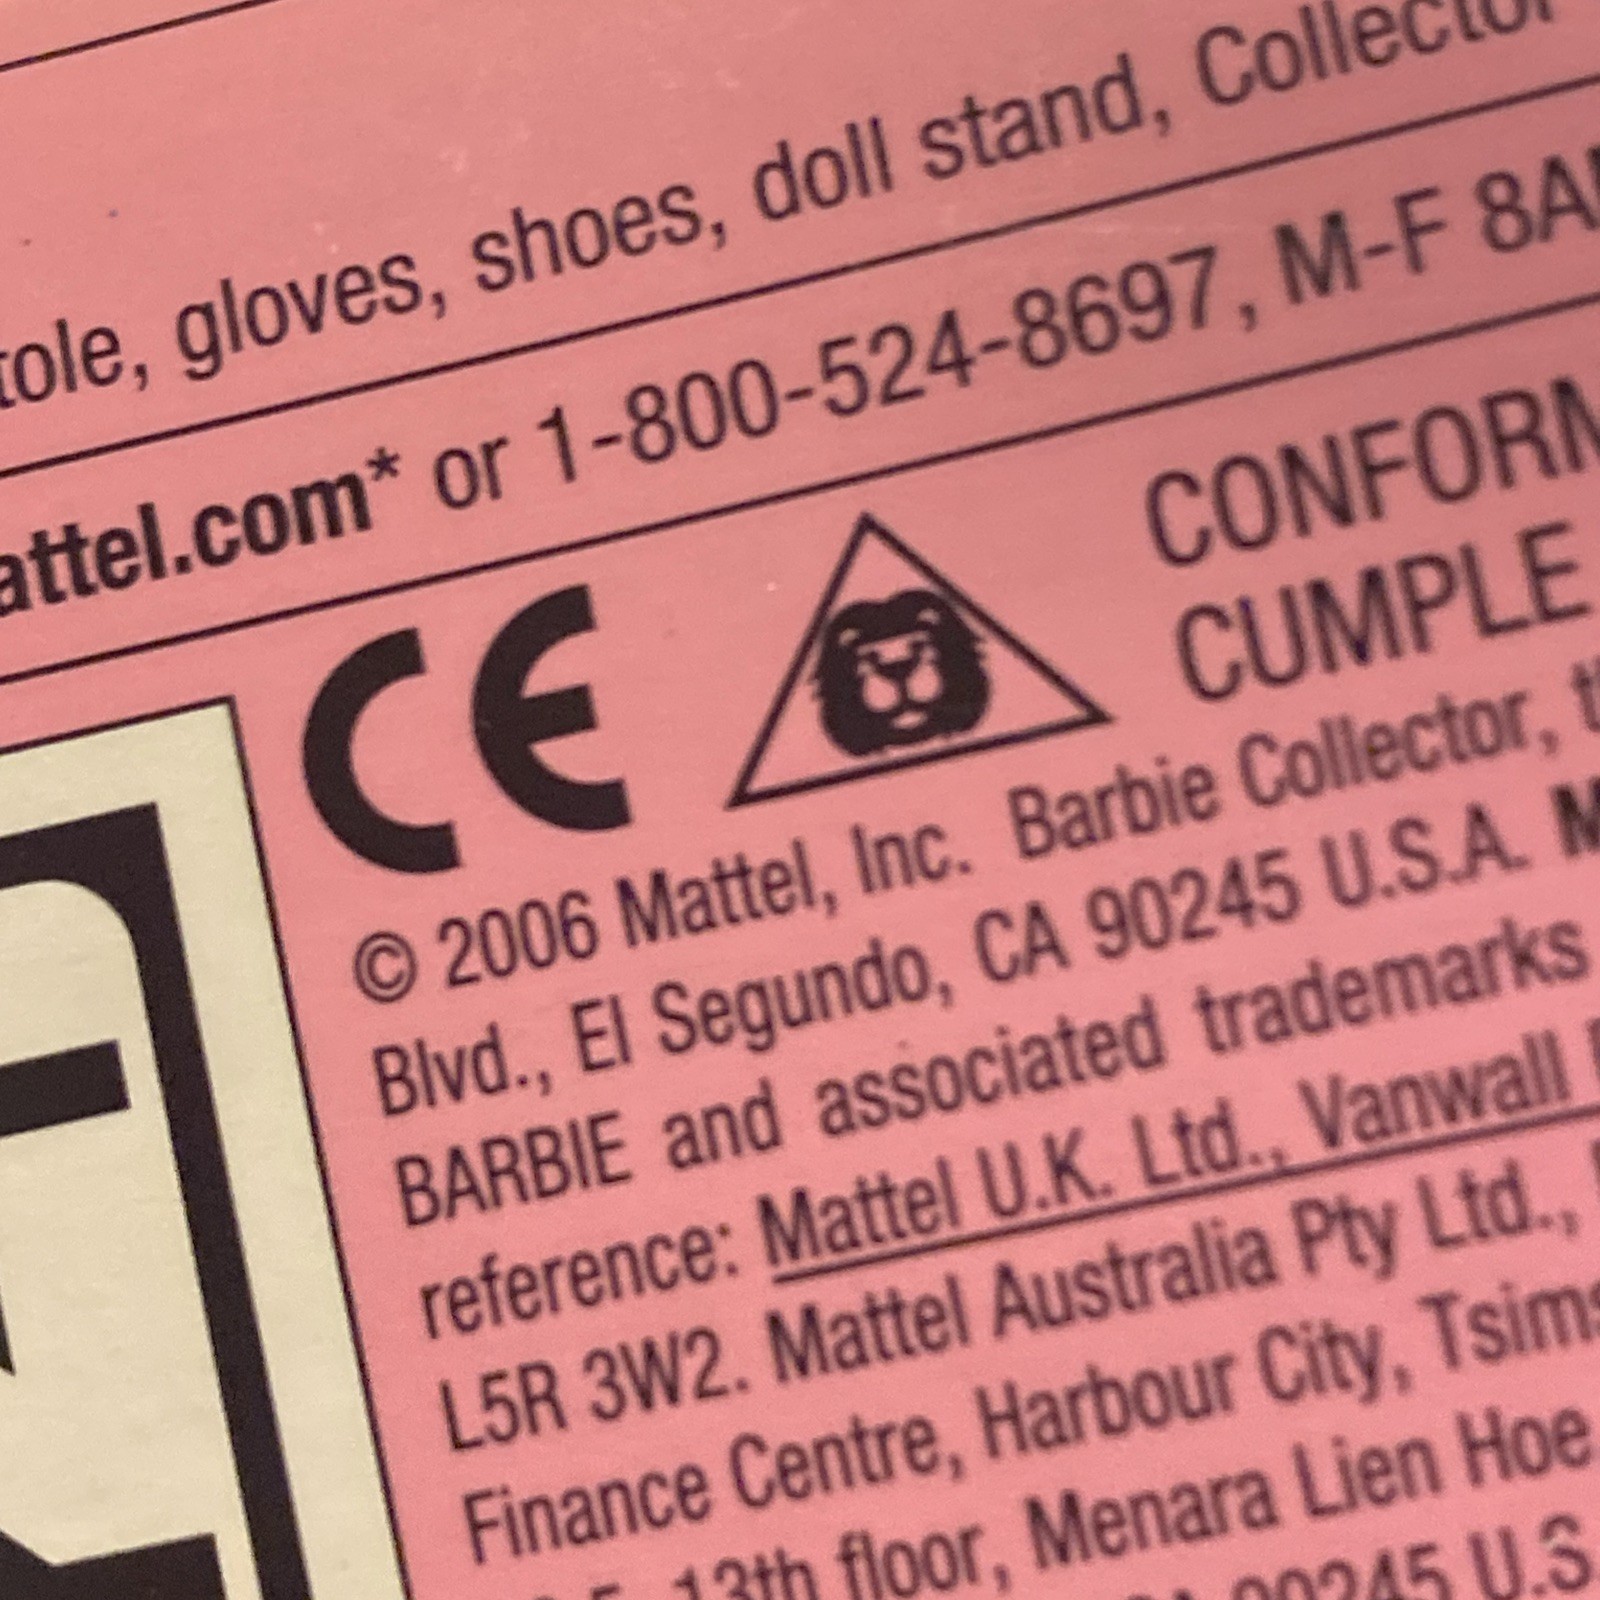 tole, gloves, shoes, doll stand, Collector
attel.com* or 1-800-524-8697, M-F 8A
CE
CONFORM
CUMPLE
© 2006 Mattel, Inc. Barbie Collector,
Blvd., El Segundo, CA 90245 U.S.A. M
BARBIE and associated trademarks
reference: Mattel U.K. Ltd., Vanwall
L5R 3W2. Mattel Australia Pty Ltd.,
Finance Centre, Harbour City, Tsims
13th floor, Menara Lien Hoe
90245 U.S.